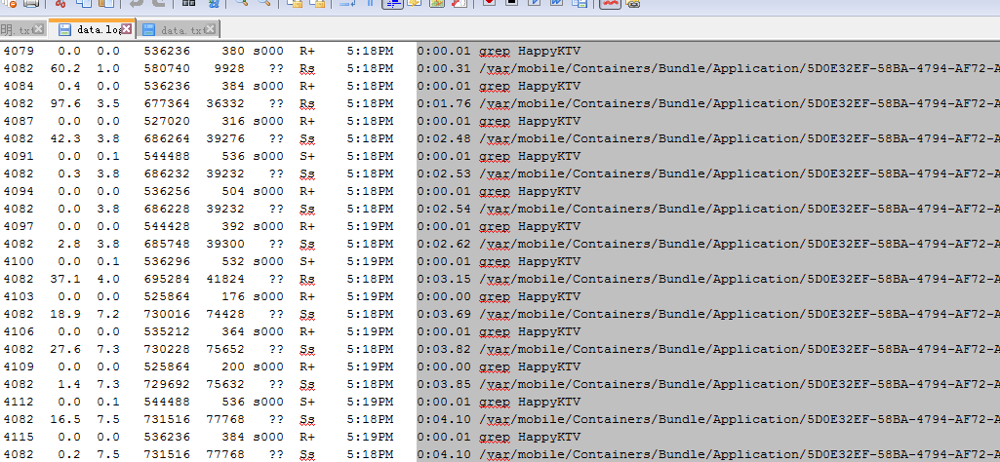 明.txt data.log data.txt
4079 0.0 0.0 536236 380 s000 R+ 5:18PM 0:00.01 grep HappyKTV
4082 60.2 1.0 580740 9928 ?? Rs 5:18PM 0:00.31 /var/mobile/Containers/Bundle/Application/5D0E32EF-58BA-4794-AF72-A
4084 0.4 0.0 536236 384 s000 R+ 5:18PM 0:00.01 grep HappyKTV
4082 97.6 3.5 677364 36332 ?? Rs 5:18PM 0:01.76 /var/mobile/Containers/Bundle/Application/5D0E32EF-58BA-4794-AF72-A
4087 0.0 0.0 527020 316 s000 R+ 5:18PM 0:00.01 grep HappyKTV
4082 42.3 3.8 686264 39276 ?? Ss 5:18PM 0:02.48 /var/mobile/Containers/Bundle/Application/5D0E32EF-58BA-4794-AF72-A
4091 0.0 0.1 544488 536 s000 S+ 5:18PM 0:00.01 grep HappyKTV
4082 0.3 3.8 686232 39232 ?? Ss 5:18PM 0:02.53 /var/mobile/Containers/Bundle/Application/5D0E32EF-58BA-4794-AF72-A
4094 0.0 0.0 536256 504 s000 R+ 5:18PM 0:00.01 grep HappyKTV
4082 0.0 3.8 686228 39232 ?? Ss 5:18PM 0:02.54 /var/mobile/Containers/Bundle/Application/5D0E32EF-58BA-4794-AF72-A
4097 0.0 0.0 544428 392 s000 R+ 5:19PM 0:00.01 grep HappyKTV
4082 2.8 3.8 685748 39300 ?? Ss 5:18PM 0:02.62 /var/mobile/Containers/Bundle/Application/5D0E32EF-58BA-4794-AF72-A
4100 0.0 0.1 536296 532 s000 S+ 5:19PM 0:00.01 grep HappyKTV
4082 37.1 4.0 695284 41824 ?? Rs 5:18PM 0:03.15 /var/mobile/Containers/Bundle/Application/5D0E32EF-58BA-4794-AF72-A
4103 0.0 0.0 525864 176 s000 R+ 5:19PM 0:00.00 grep HappyKTV
4082 18.9 7.2 730016 74428 ?? Ss 5:18PM 0:03.69 /var/mobile/Containers/Bundle/Application/5D0E32EF-58BA-4794-AF72-A
4106 0.0 0.0 535212 364 s000 R+ 5:19PM 0:00.01 grep HappyKTV
4082 27.6 7.3 730228 75652 ?? Ss 5:18PM 0:03.82 /var/mobile/Containers/Bundle/Application/5D0E32EF-58BA-4794-AF72-A
4109 0.0 0.0 525864 200 s000 R+ 5:19PM 0:00.00 grep HappyKTV
4082 1.4 7.3 729692 75632 ?? Ss 5:18PM 0:03.85 /var/mobile/Containers/Bundle/Application/5D0E32EF-58BA-4794-AF72-A
4112 0.0 0.1 544488 536 s000 S+ 5:19PM 0:00.01 grep HappyKTV
4082 16.5 7.5 731516 77768 ?? Ss 5:18PM 0:04.10 /var/mobile/Containers/Bundle/Application/5D0E32EF-58BA-4794-AF72-A
4115 0.0 0.0 536236 384 s000 R+ 5:19PM 0:00.01 grep HappyKTV
4082 0.2 7.5 731516 77768 ?? Ss 5:18PM 0:04.10 /var/mobile/Containers/Bundle/Application/5D0E32EF-58BA-4794-AF72-A